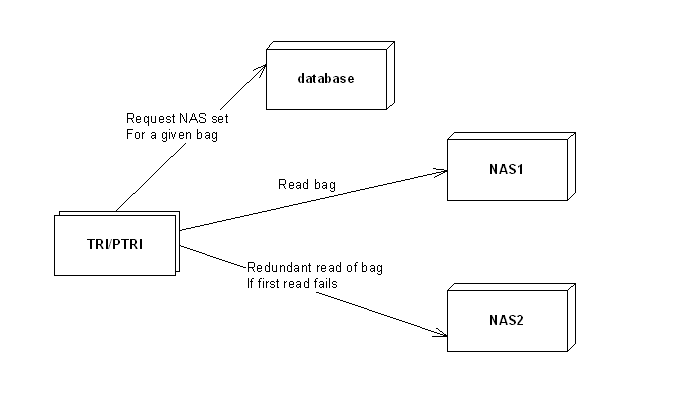 database
Request NAS set
For a given bag
NAS1
Read bag
TRI/PTRI
Redundant read of bag
If first read fails
NAS2